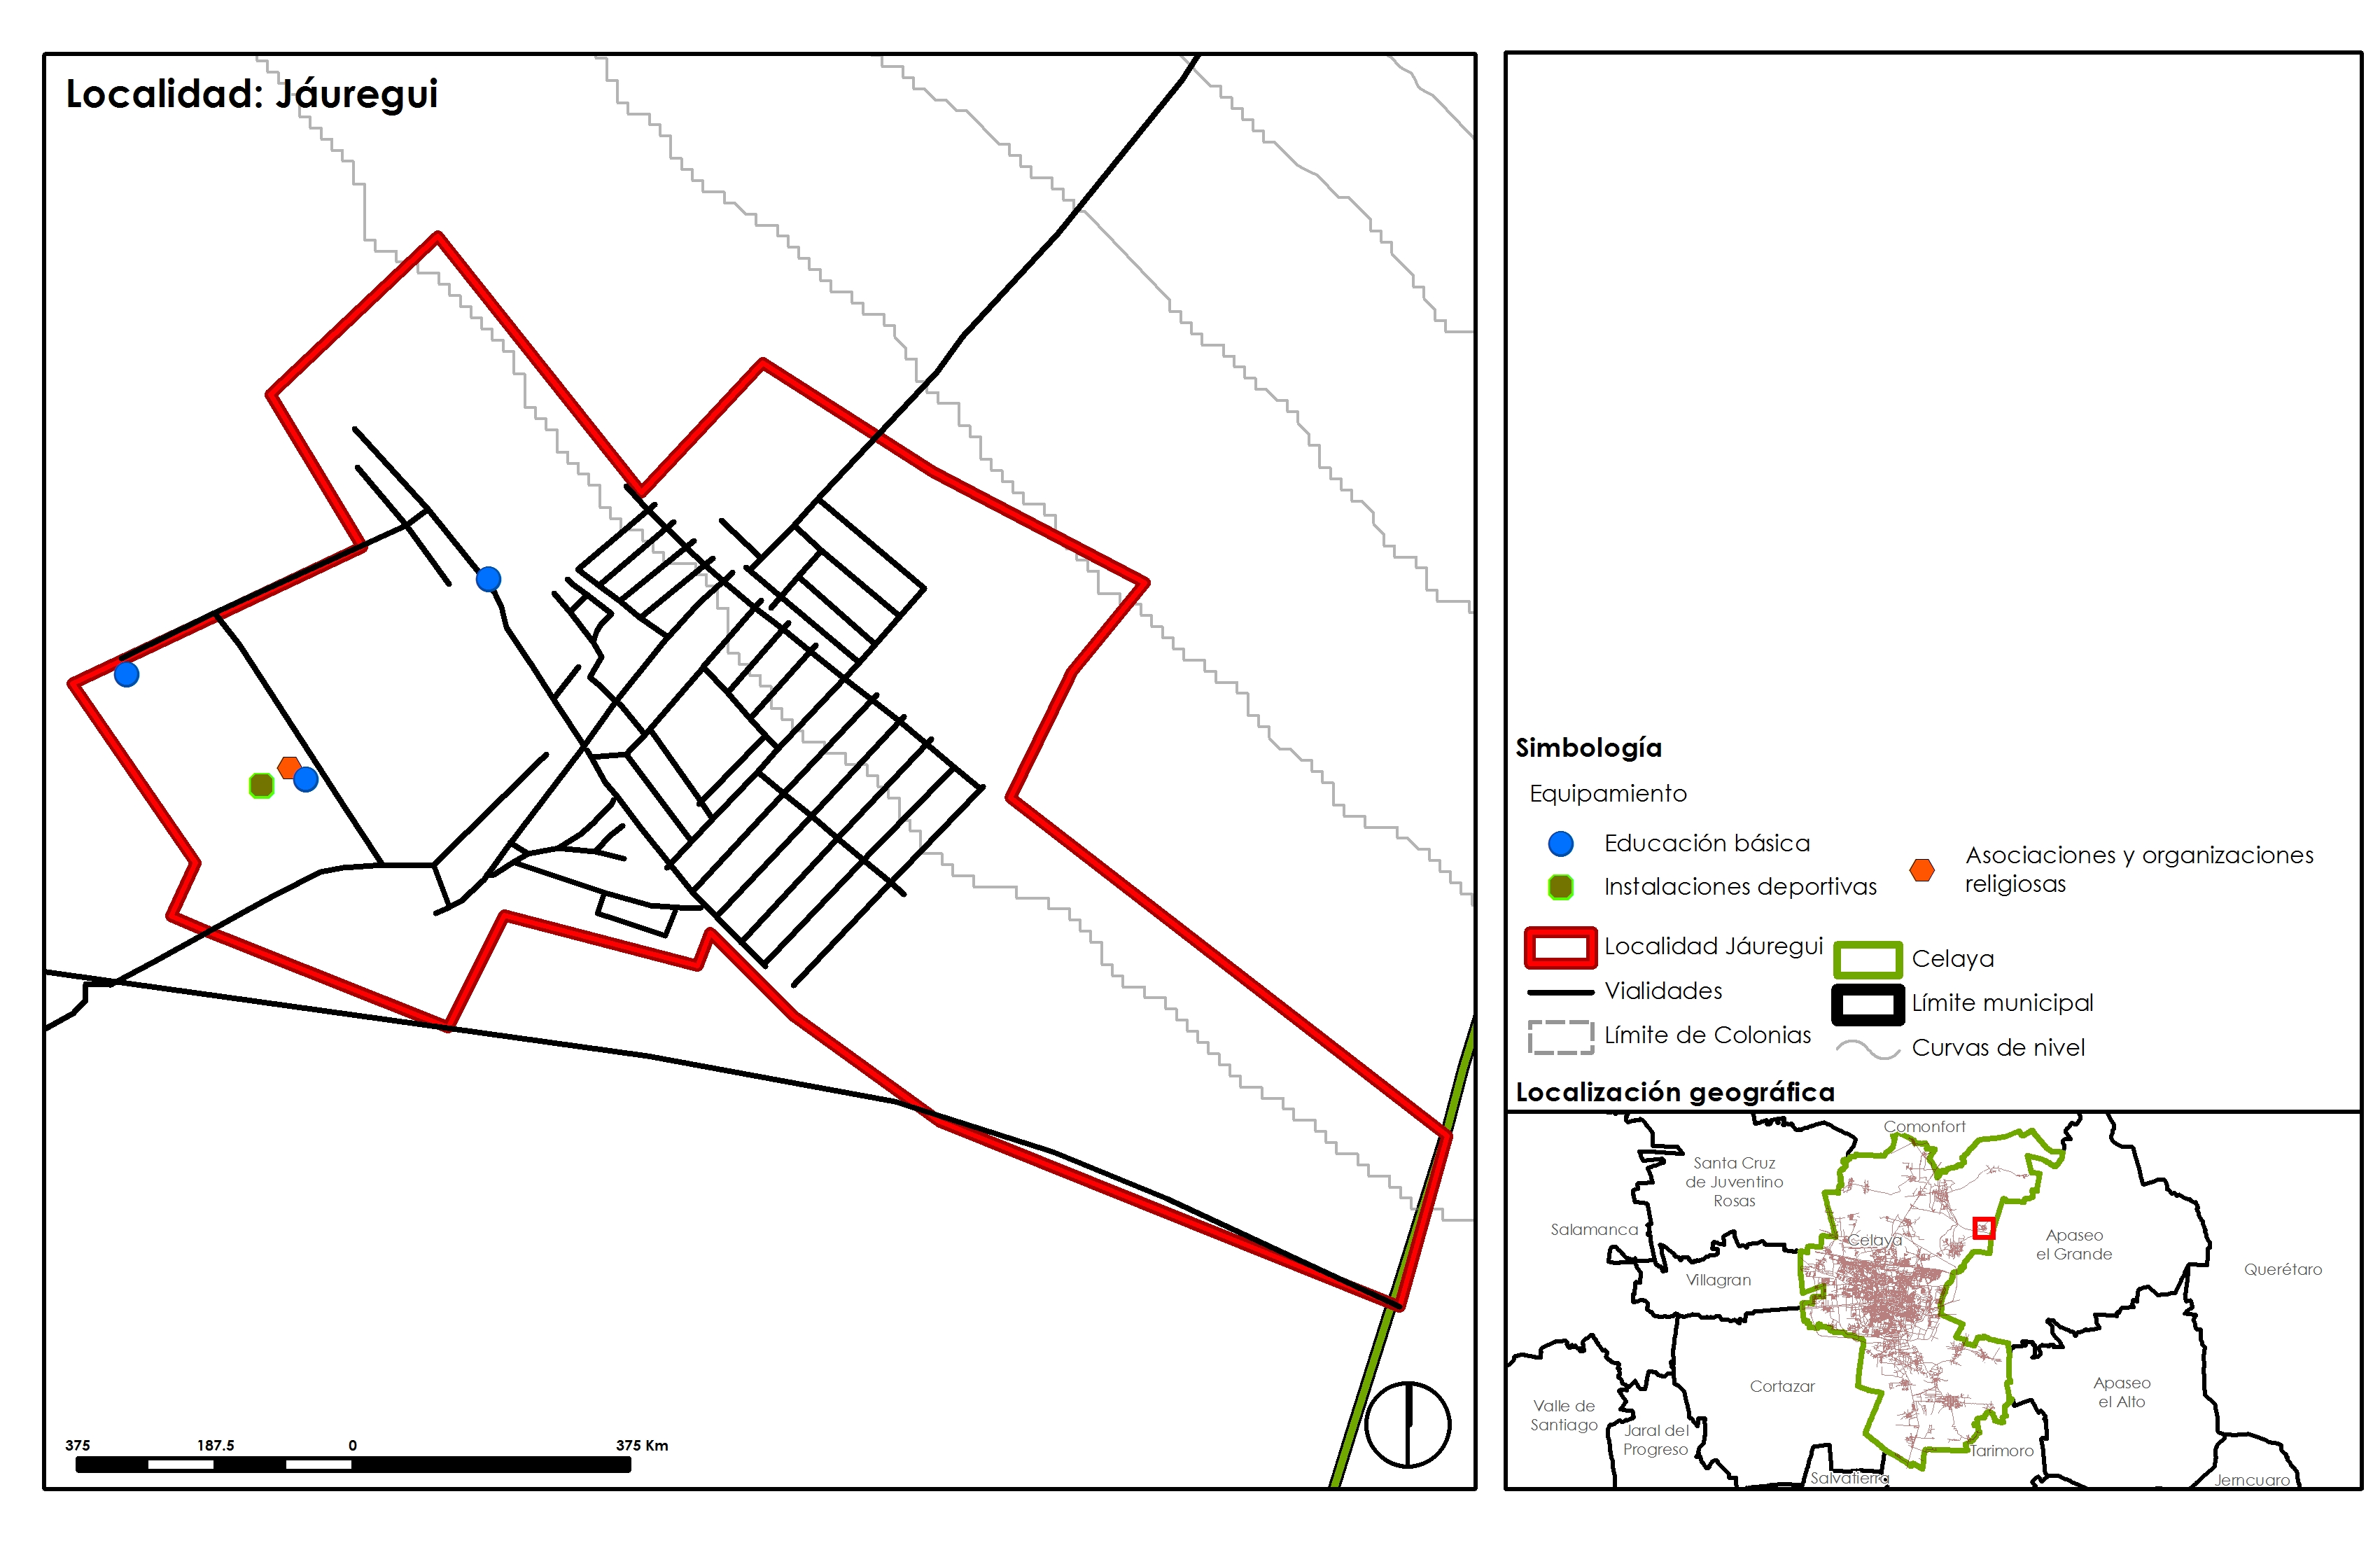 Localidad: Jáuregui
375 187.5 0 375 Km
Simbología
Equipamiento
Educación básica
Instalaciones deportivas
Asociaciones y organizaciones
religiosas
Localidad Jáuregui
Vialidades
Límite de Colonias
Celaya
Límite municipal
Curvas de nivel
Localización geográfica
Comonfort
Santa Cruz
de Juventino
Rosas
Salamanca
Celaya
Apaseo
el Grande
Querétaro
Villagran
Cortazar
Apaseo
el Alto
Valle de
Santiago
Jaral del
Progreso
Tarimoro
Salvatierra
Jerncuaro